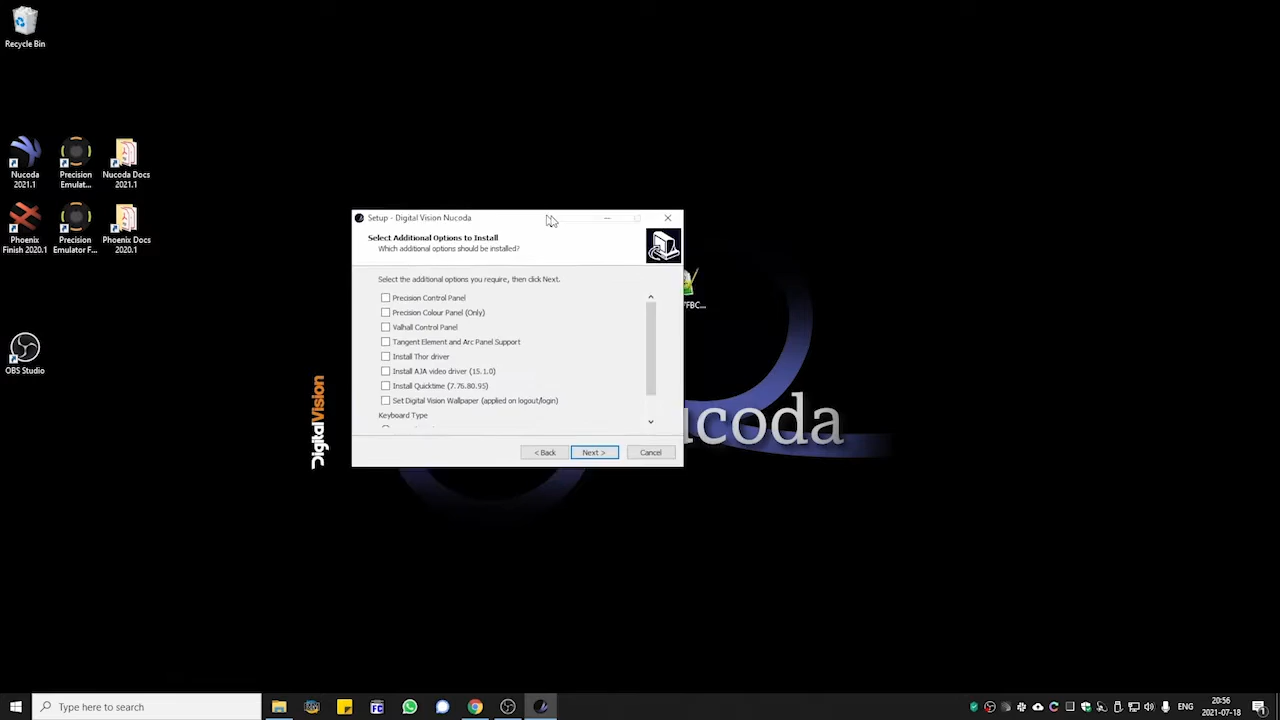 Recycle Bin
Nucoda
2021.1
Precision
Emulat...
Nucoda Docs
2021.1
Phoenix
Finish 2020.1
Precision
Emulator F...
Phoenix Docs
2020.1
OBS Studio
Setup - Digital Vision Nucoda
Select Additional Options to Install
Which additional options should be installed?
Select the additional options you require, then click Next.
Precision Control Panel
Precision Colour Panel (Only)
Valhall Control Panel
Tangent Element and Arc Panel Support
Install Thor driver
Install AJA video driver (15.1.0)
Install Quicktime (7.76.80.95)
Set Digital Vision Wallpaper (applied on logout/login)
Keyboard Type
< Back
Next >
Cancel
FBC...
DigitalVision
ucoda
Type here to search
FC
ENG
20:56
2021-07-18
1